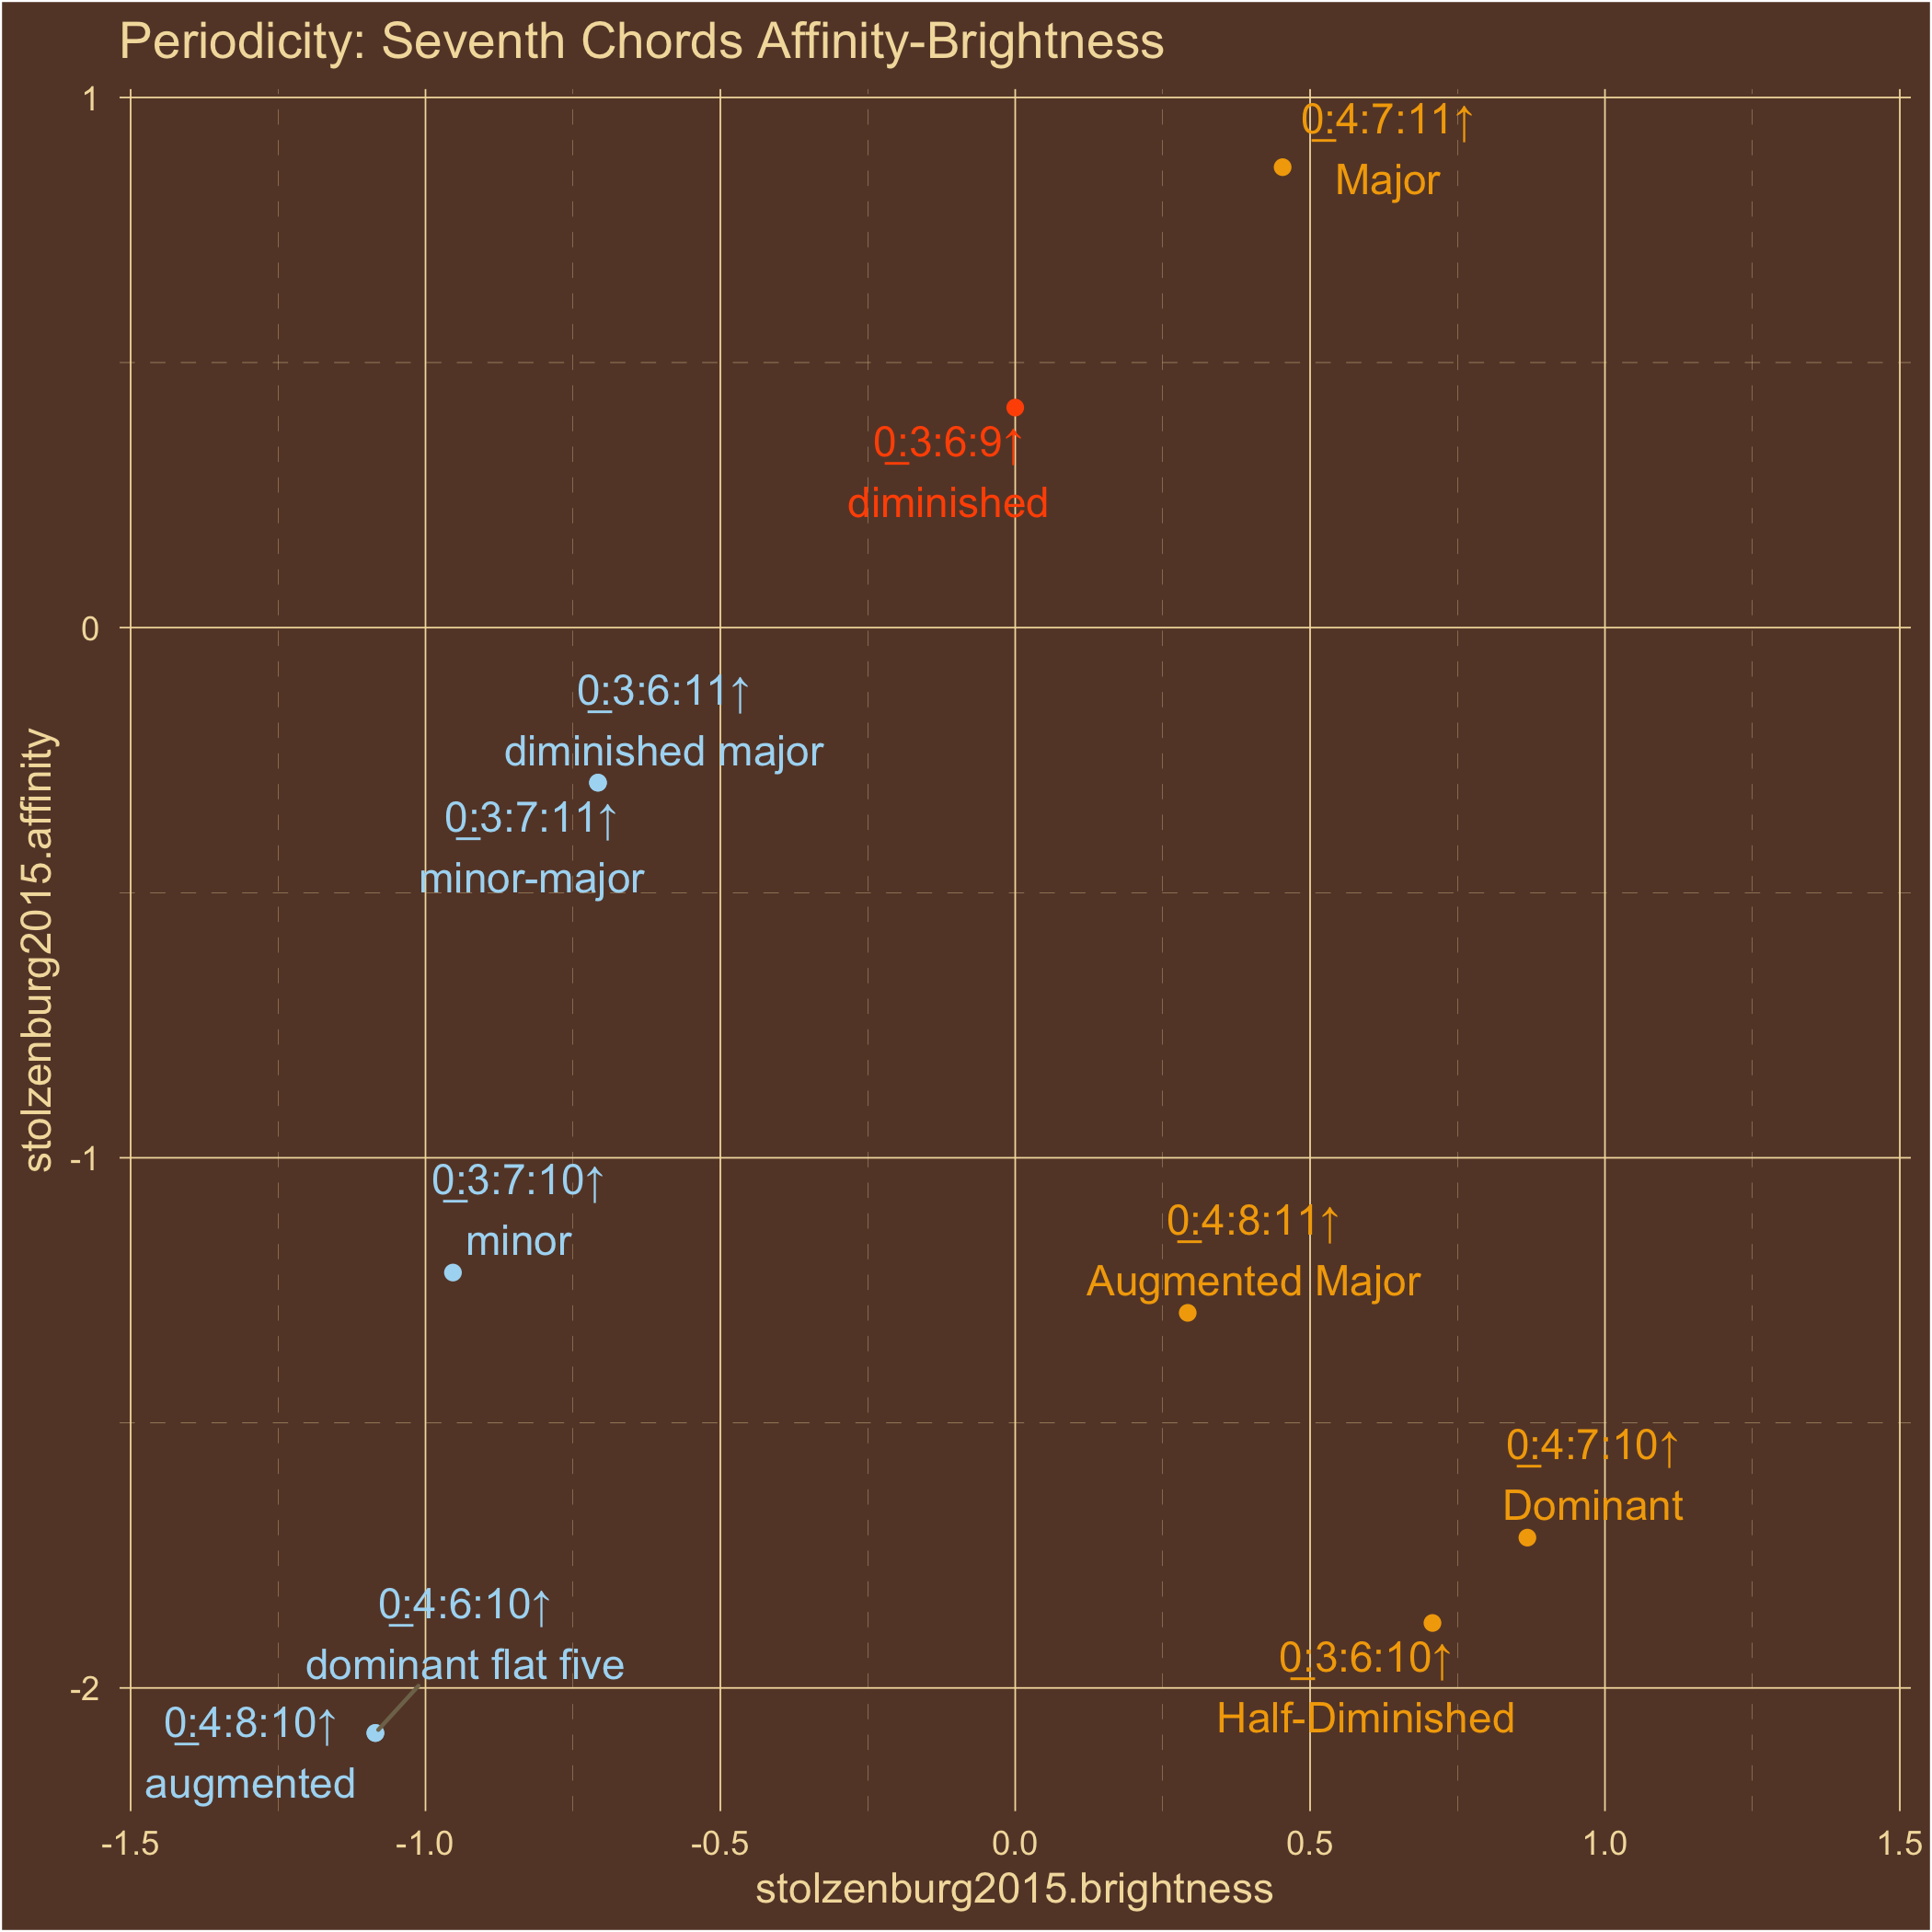 Periodicity: Seventh Chords Affinity-Brightness
1
0:4:7:11↑
Major
0:3:6:9↑
diminished
0
0:3:6:11↑
diminished major
0:3:7:11↑
minor-major
stolzenburg2015.affinity
-1
0:3:7:10↑
minor
0:4:8:11↑
Augmented Major
0:4:7:10↑
Dominant
0:4:6:10↑
dominant flat five
0:3:6:10↑
Half-Diminished
-2
0:4:8:10↑
augmented
-1.5 -1.0 -0.5 0.0 0.5 1.0 1.5
stolzenburg2015.brightness